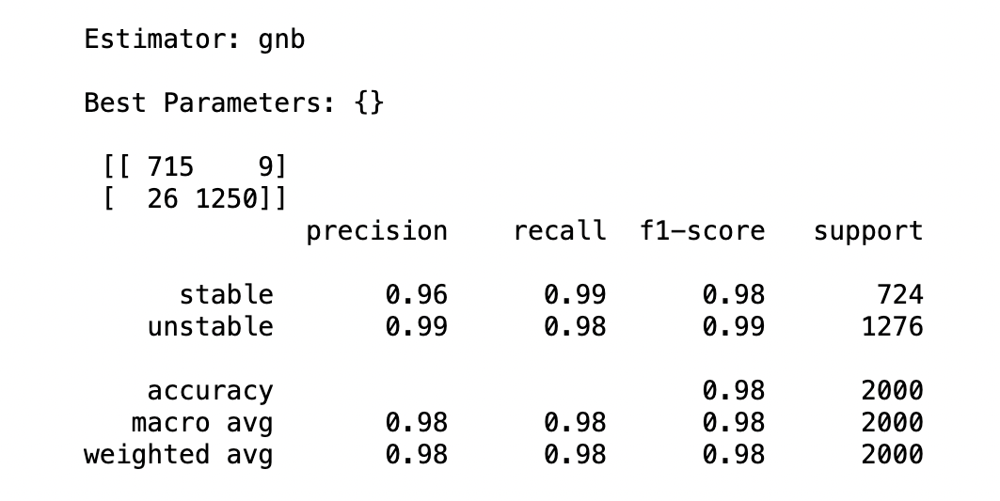 Estimator: gnb
Best Parameters: {}
[[ 715    9]
[  26 1250]]
precision    recall  f1-score   support
stable       0.96      0.99      0.98       724
unstable       0.99      0.98      0.99      1276
accuracy                           0.98      2000
macro avg       0.98      0.98      0.98      2000
weighted avg       0.98      0.98      0.98      2000